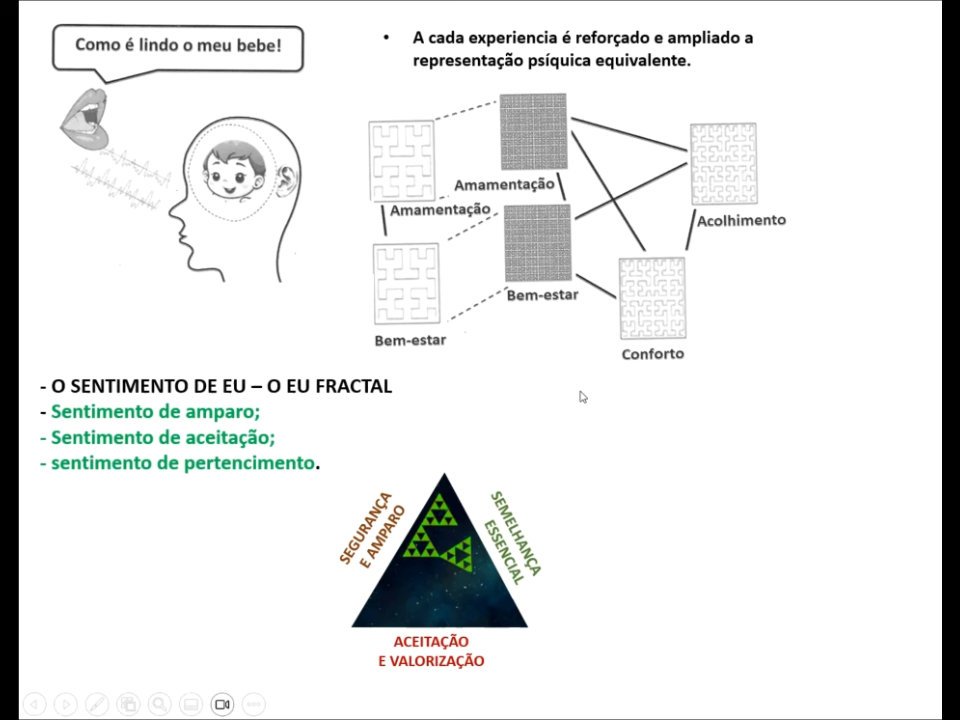 Como é lindo o meu bebe!
• A cada experiencia é reforçado e ampliado a
representação psíquica equivalente.
Amamentação
Amamentação
Acolhimento
Bem-estar
Bem-estar
Conforto
- O SENTIMENTO DE EU – O EU FRACTAL
- Sentimento de amparo;
- Sentimento de aceitação;
- sentimento de pertencimento.
SEGURANÇA
E AMPARO
SEMELHANÇA
ESSENCIAL
ACEITAÇÃO
E VALORIZAÇÃO